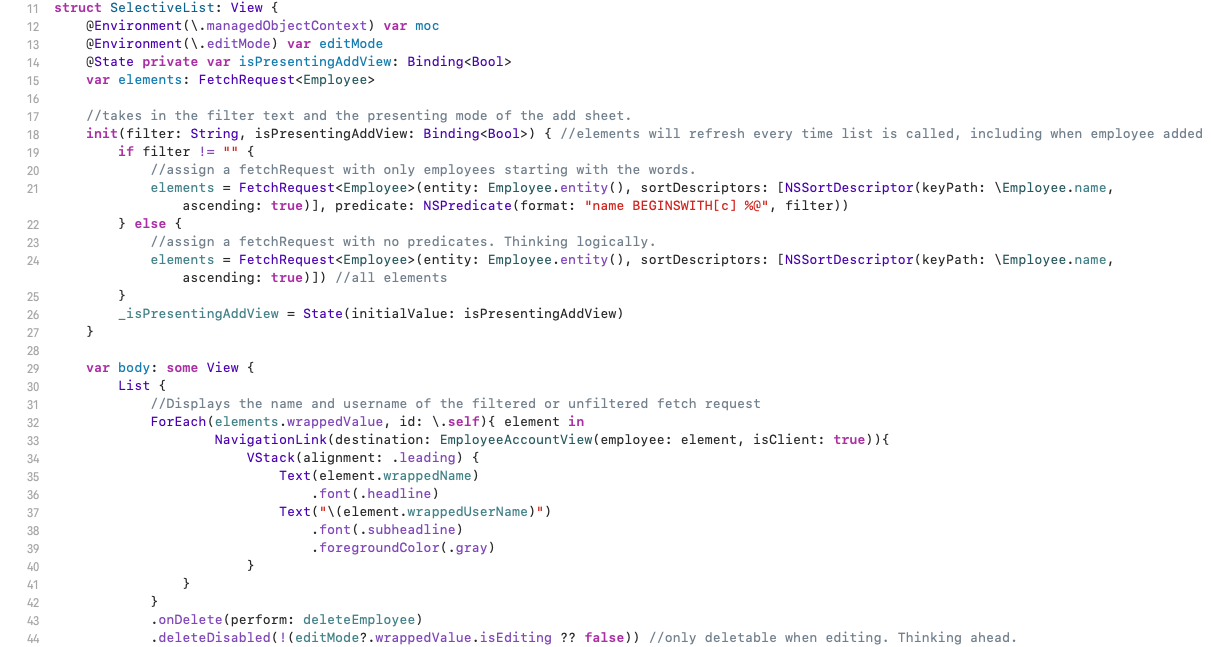 11 struct SelectiveList: View {
12     @Environment(\.managedObjectContext) var moc
13     @Environment(\.editMode) var editMode
14     @State private var isPresentingAddView: Binding<Bool>
15     var elements: FetchRequest<Employee>
16
17     //takes in the filter text and the presenting mode of the add sheet.
18     init(filter: String, isPresentingAddView: Binding<Bool>) { //elements will refresh every time list is called, including when employee added
19         if filter != "" {
20             //assign a fetchRequest with only employees starting with the words.
21             elements = FetchRequest<Employee>(entity: Employee.entity(), sortDescriptors: [NSSortDescriptor(keyPath: \Employee.name,
                ascending: true)], predicate: NSPredicate(format: "name BEGINSWITH[c] %@", filter))
22         } else {
23             //assign a fetchRequest with no predicates. Thinking logically.
24             elements = FetchRequest<Employee>(entity: Employee.entity(), sortDescriptors: [NSSortDescriptor(keyPath: \Employee.name,
                ascending: true)]) //all elements
25         }
26         _isPresentingAddView = State(initialValue: isPresentingAddView)
27     }
28
29     var body: some View {
30         List {
31             //Displays the name and username of the filtered or unfiltered fetch request
32             ForEach(elements.wrappedValue, id: \.self){ element in
33                     NavigationLink(destination: EmployeeAccountView(employee: element, isClient: true)){
34                         VStack(alignment: .leading) {
35                             Text(element.wrappedName)
36                                 .font(.headline)
37                             Text("\(element.wrappedUserName)")
38                                 .font(.subheadline)
39                                 .foregroundColor(.gray)
40                         }
41                 }
42             }
43             .onDelete(perform: deleteEmployee)
44             .deleteDisabled(!(editMode?.wrappedValue.isEditing ?? false)) //only deletable when editing. Thinking ahead.